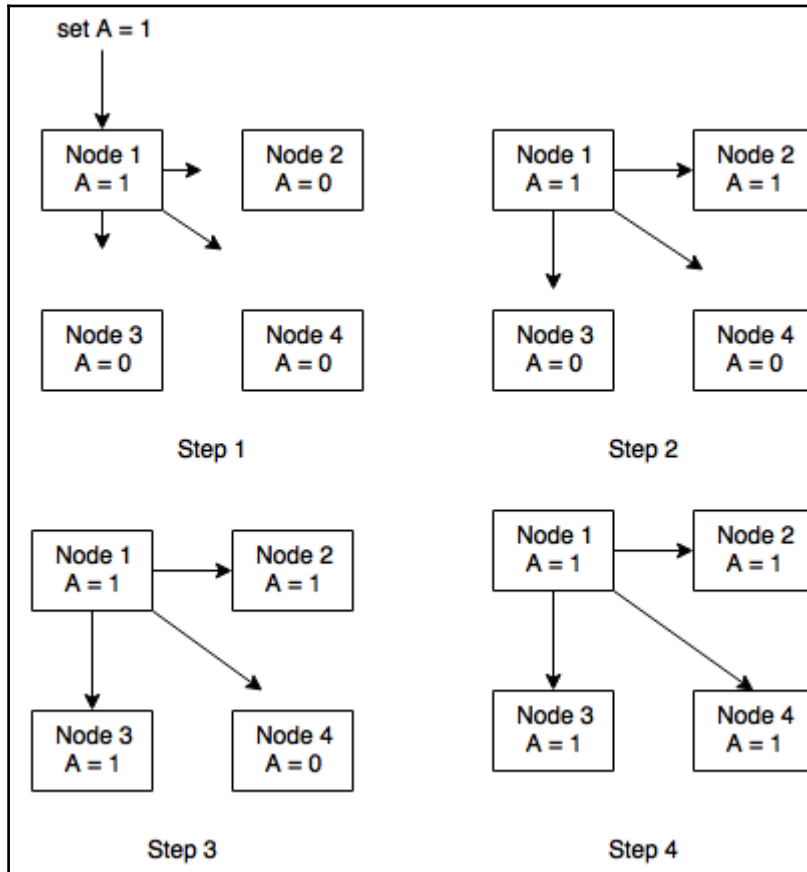 set A = 1
Node 1
A = 1
Node 2
A = 0
Node 3
A = 0
Node 4
A = 0
Step 1
Node 1
A = 1
Node 2
A = 1
Node 3
A = 0
Node 4
A = 0
Step 2
Node 1
A = 1
Node 2
A = 1
Node 3
A = 1
Node 4
A = 0
Step 3
Node 1
A = 1
Node 2
A = 1
Node 3
A = 1
Node 4
A = 1
Step 4